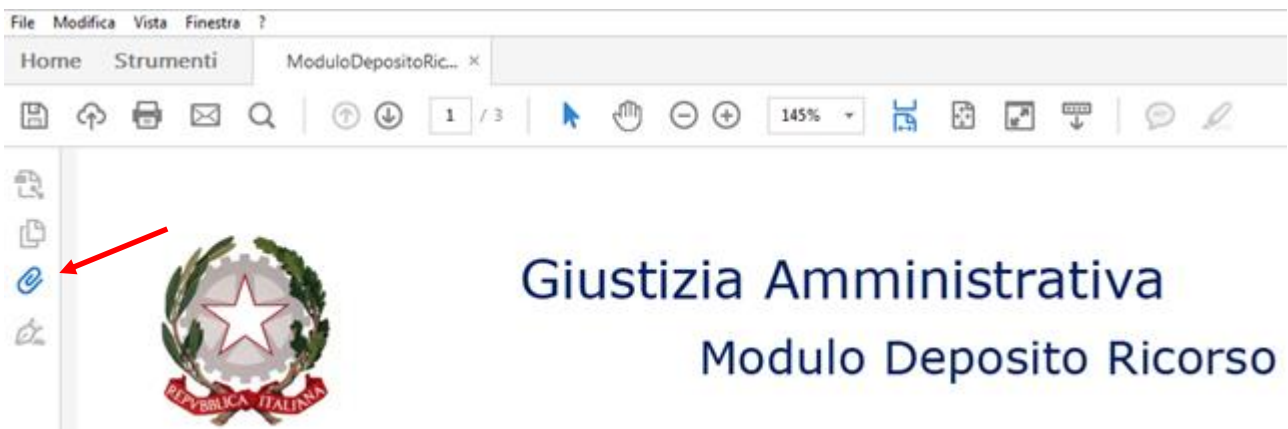 File Modifica Vista Finestra ?
Home Strumenti ModuloDepositoRic... ×
1 / 3 145%
Giustizia Amministrativa
Modulo Deposito Ricorso
REPVBBLICA ITALIANA